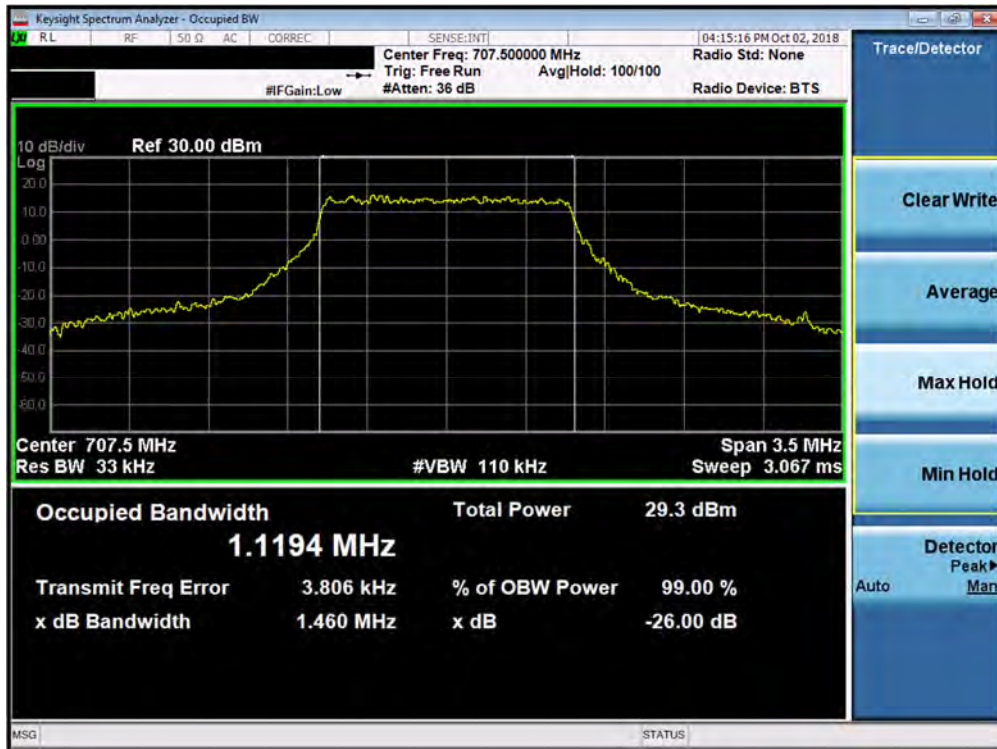 Keysight Spectrum Analyzer - Occupied BW
LXI RL RF 50 Ω AC CORREC SENSE:INT 04:15:16 PM Oct 02, 2018
Center Freq: 707.500000 MHz Radio Std: None
Trig: Free Run Avg|Hold: 100/100
#IFGain:Low #Atten: 36 dB Radio Device: BTS
Trace/Detector
10 dB/div Ref 30.00 dBm
Log
20.0
10.0
0.00
-10.0
-20.0
-30.0
-40.0
-50.0
-60.0
Center 707.5 MHz Span 3.5 MHz
Res BW 33 kHz #VBW 110 kHz Sweep 3.067 ms
Occupied Bandwidth Total Power 29.3 dBm
1.1194 MHz
Transmit Freq Error 3.806 kHz % of OBW Power 99.00 %
x dB Bandwidth 1.460 MHz x dB -26.00 dB
Clear Write
Average
Max Hold
Min Hold
Detector
Peak▶
Auto Man
MSG STATUS